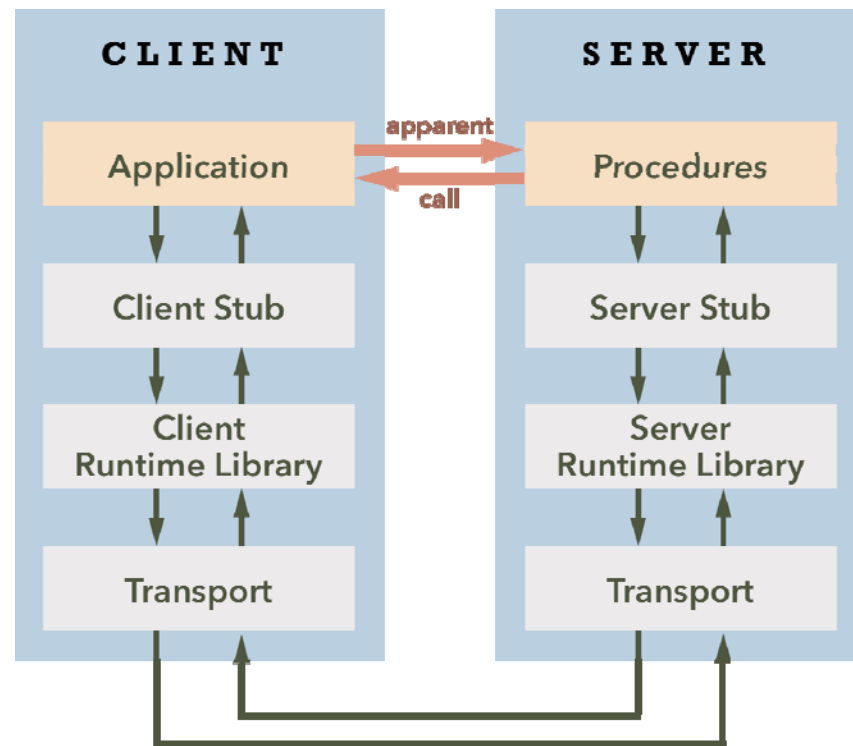 CLIENT
SERVER
apparent
Application
Procedures
call
Client Stub
Server Stub
Client
Runtime Library
Server
Runtime Library
Transport
Transport